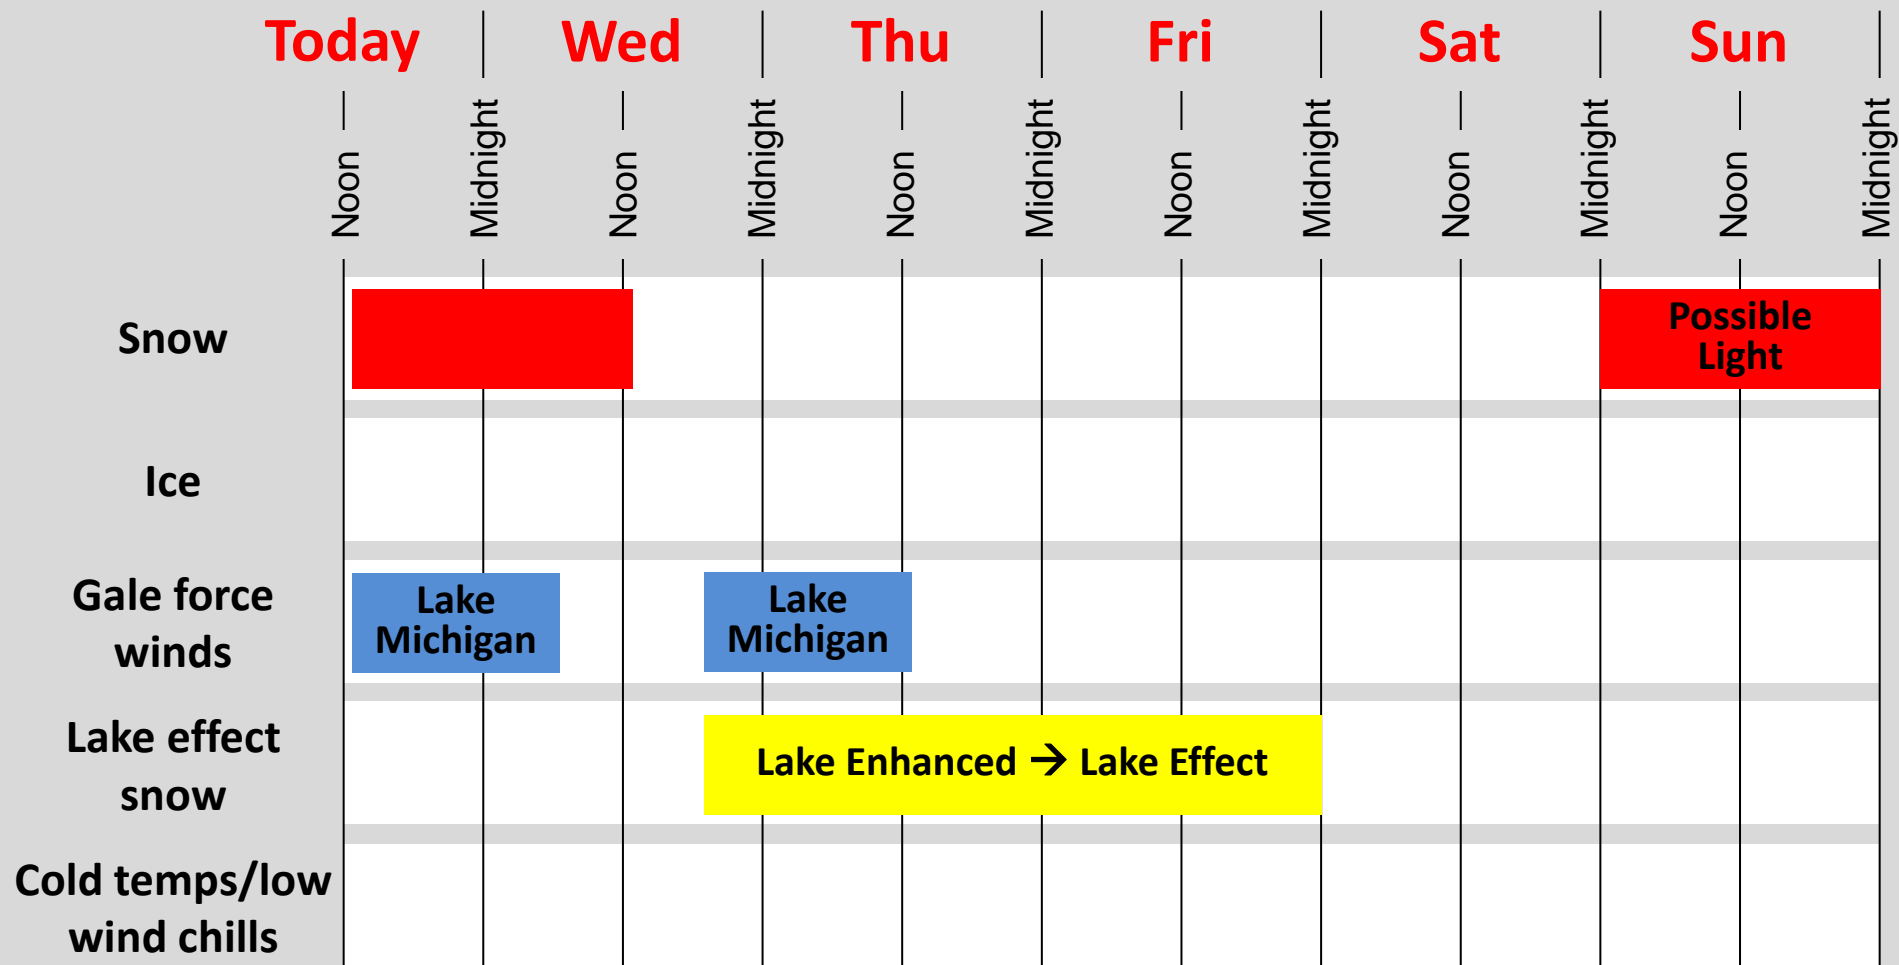 Today Wed Thu Fri Sat Sun
Noon Midnight Noon Midnight Noon Midnight Noon Midnight Noon Midnight Noon Midnight
Snow
Possible
Light
Ice
Gale force
winds
Lake
Michigan
Lake
Michigan
Lake effect
snow
Lake Enhanced → Lake Effect
Cold temps/low
wind chills